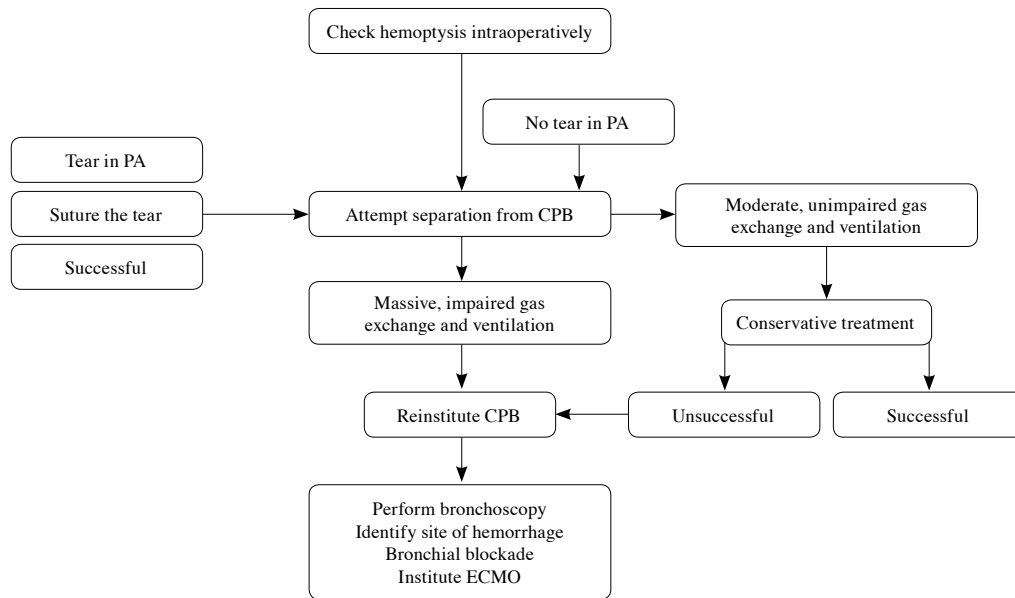 Check hemoptysis intraoperatively
No tear in PA
Tear in PA
Suture the tear
Successful
Attempt separation from CPB
Moderate, unimpaired gas
exchange and ventilation
Massive, impaired gas
exchange and ventilation
Conservative treatment
Reinstitute CPB
Unsuccessful
Successful
Perform bronchoscopy
Identify site of hemorrhage
Bronchial blockade
Institute ECMO